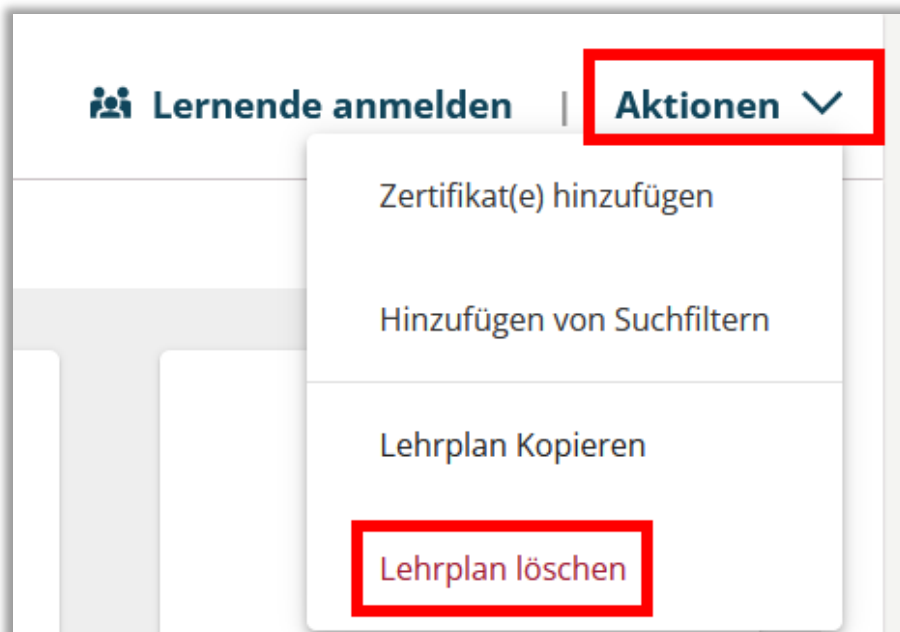 Lernende anmelden | Aktionen
Zertifikat(e) hinzufügen
Hinzufügen von Suchfiltern
Lehrplan Kopieren
Lehrplan löschen